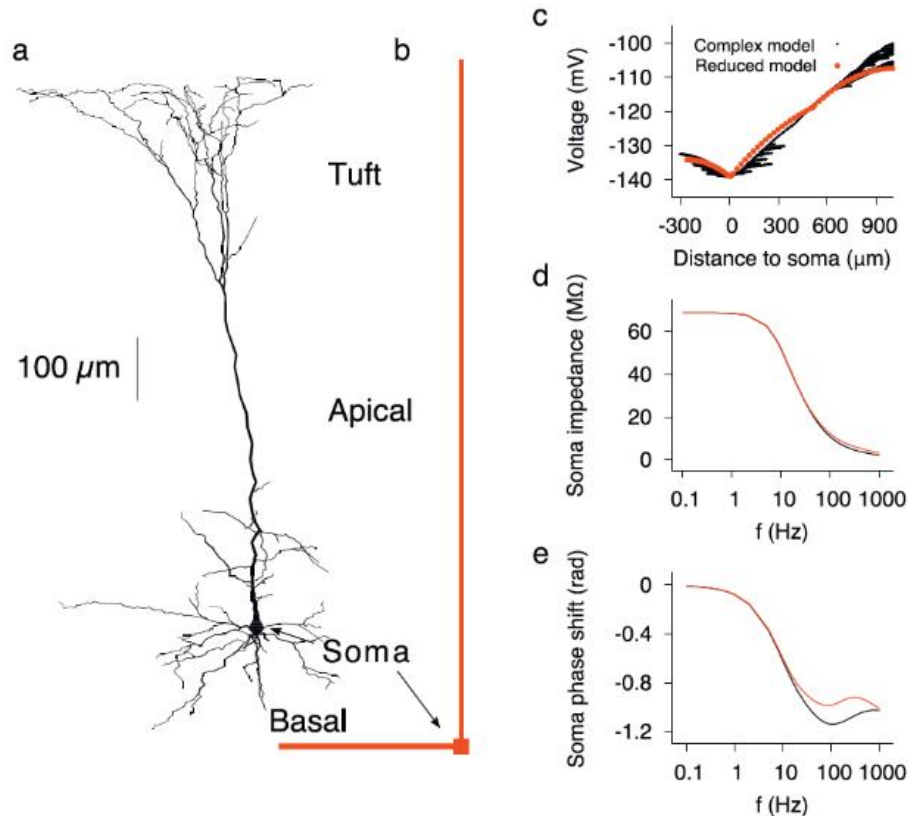 a
b
Tuft
100 µm
Apical
Soma
Basal
c
Voltage (mV)
-100
-110
-120
-130
-140
Complex model
Reduced model
-300
0
300
600
900
Distance to soma (µm)
d
Soma impedance (MΩ)
60
40
20
0
0.1
1
10
100
1000
f (Hz)
e
Soma phase shift (rad)
0
-0.4
-0.8
-1.2
0.1
1
10
100
1000
f (Hz)